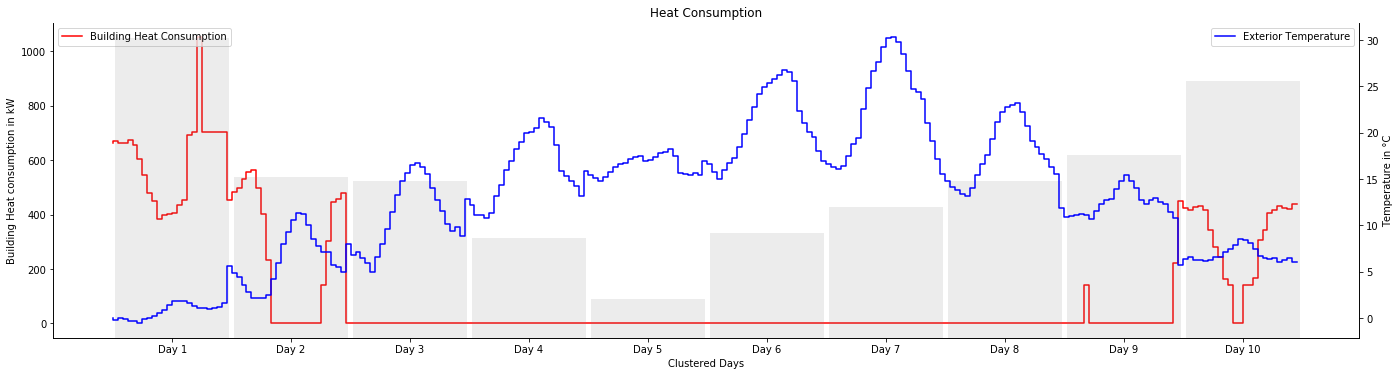 Heat Consumption
Building Heat Consumption
Exterior Temperature
Building Heat consumption in kW
1000
800
600
400
200
0
30
25
20
15
10
5
0
Temperature in °C
Day 1 Day 2 Day 3 Day 4 Day 5 Day 6 Day 7 Day 8 Day 9 Day 10
Clustered Days